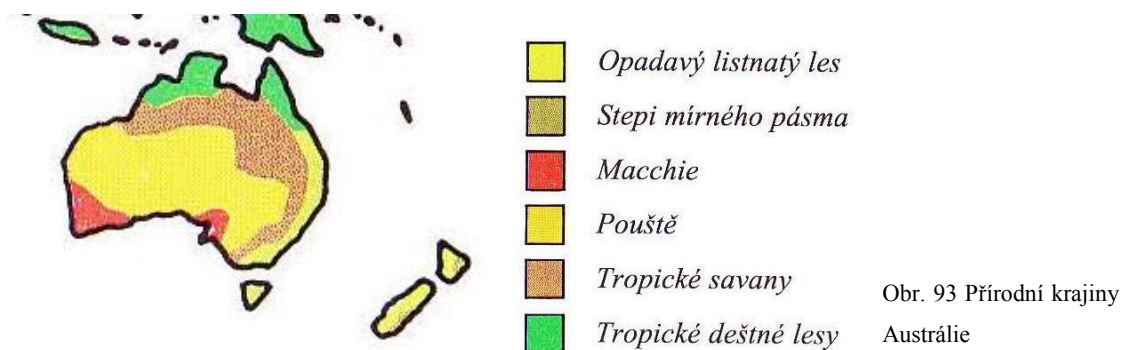 Opadavý listnatý les
Stepi mírného pásma
Macchie
Pouště
Tropické savany
Tropické deštné lesy
Obr. 93 Přírodní krajiny
Austrálie